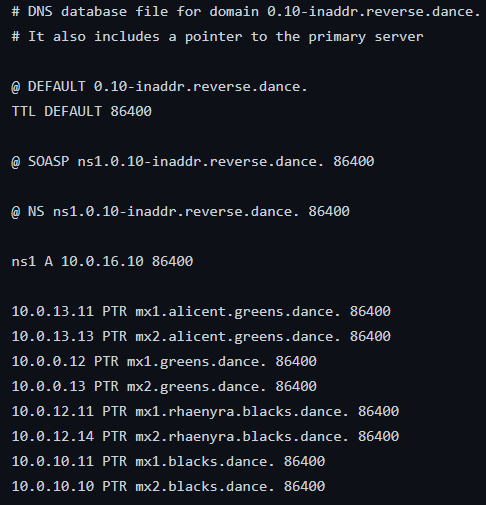 # DNS database file for domain 0.10-inaddr.reverse.dance.
# It also includes a pointer to the primary server
@ DEFAULT 0.10-inaddr.reverse.dance.
TTL DEFAULT 86400
@ SOASP ns1.0.10-inaddr.reverse.dance. 86400
@ NS ns1.0.10-inaddr.reverse.dance. 86400
ns1 A 10.0.16.10 86400
10.0.13.11 PTR mx1.alicent.greens.dance. 86400
10.0.13.13 PTR mx2.alicent.greens.dance. 86400
10.0.0.12 PTR mx1.greens.dance. 86400
10.0.0.13 PTR mx2.greens.dance. 86400
10.0.12.11 PTR mx1.rhaenyra.blacks.dance. 86400
10.0.12.14 PTR mx2.rhaenyra.blacks.dance. 86400
10.0.10.11 PTR mx1.blacks.dance. 86400
10.0.10.10 PTR mx2.blacks.dance. 86400